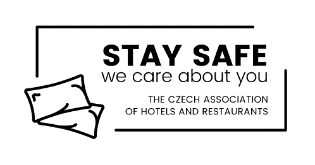 STAY SAFE
we care about you
THE CZECH ASSOCIATION
OF HOTELS AND RESTAURANTS